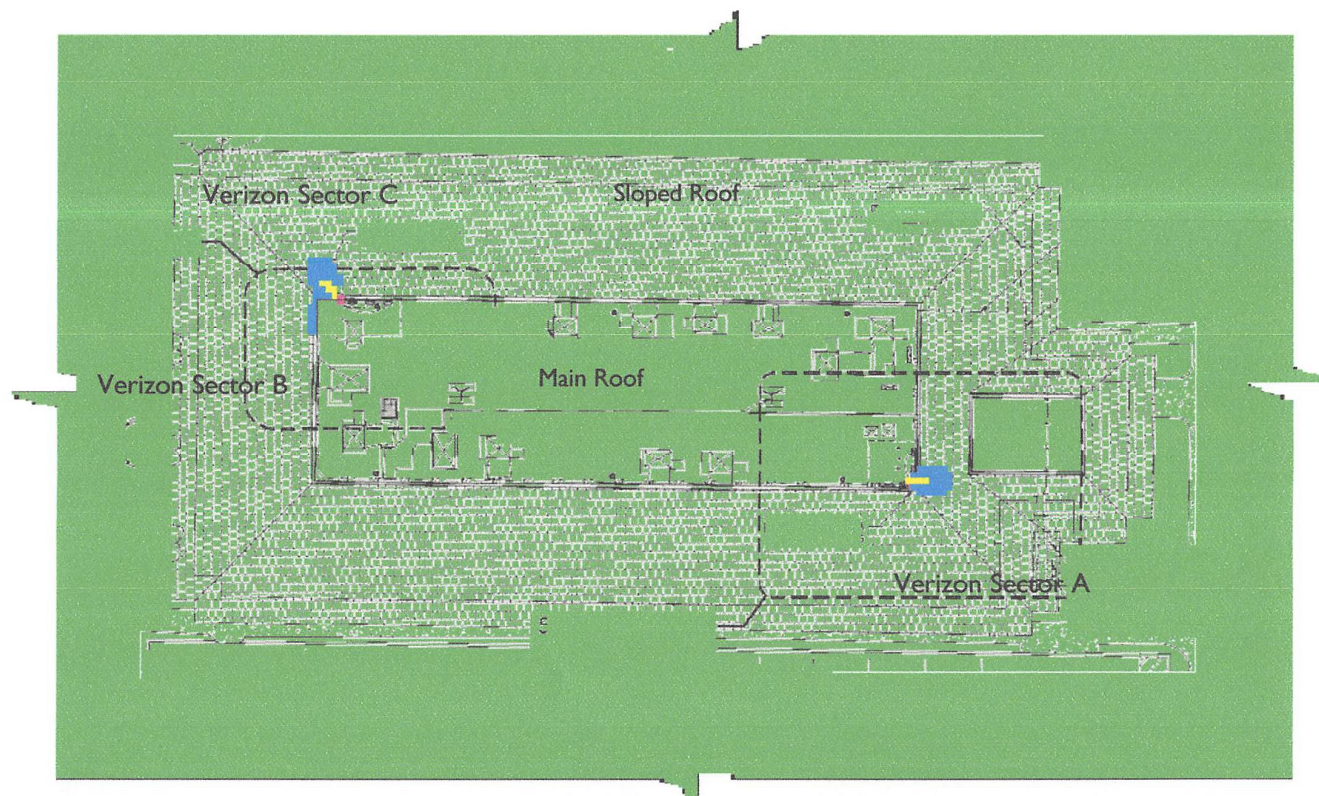 Verizon Sector C
Sloped Roof
Verizon Sector B
Main Roof
Verizon Sector A
S